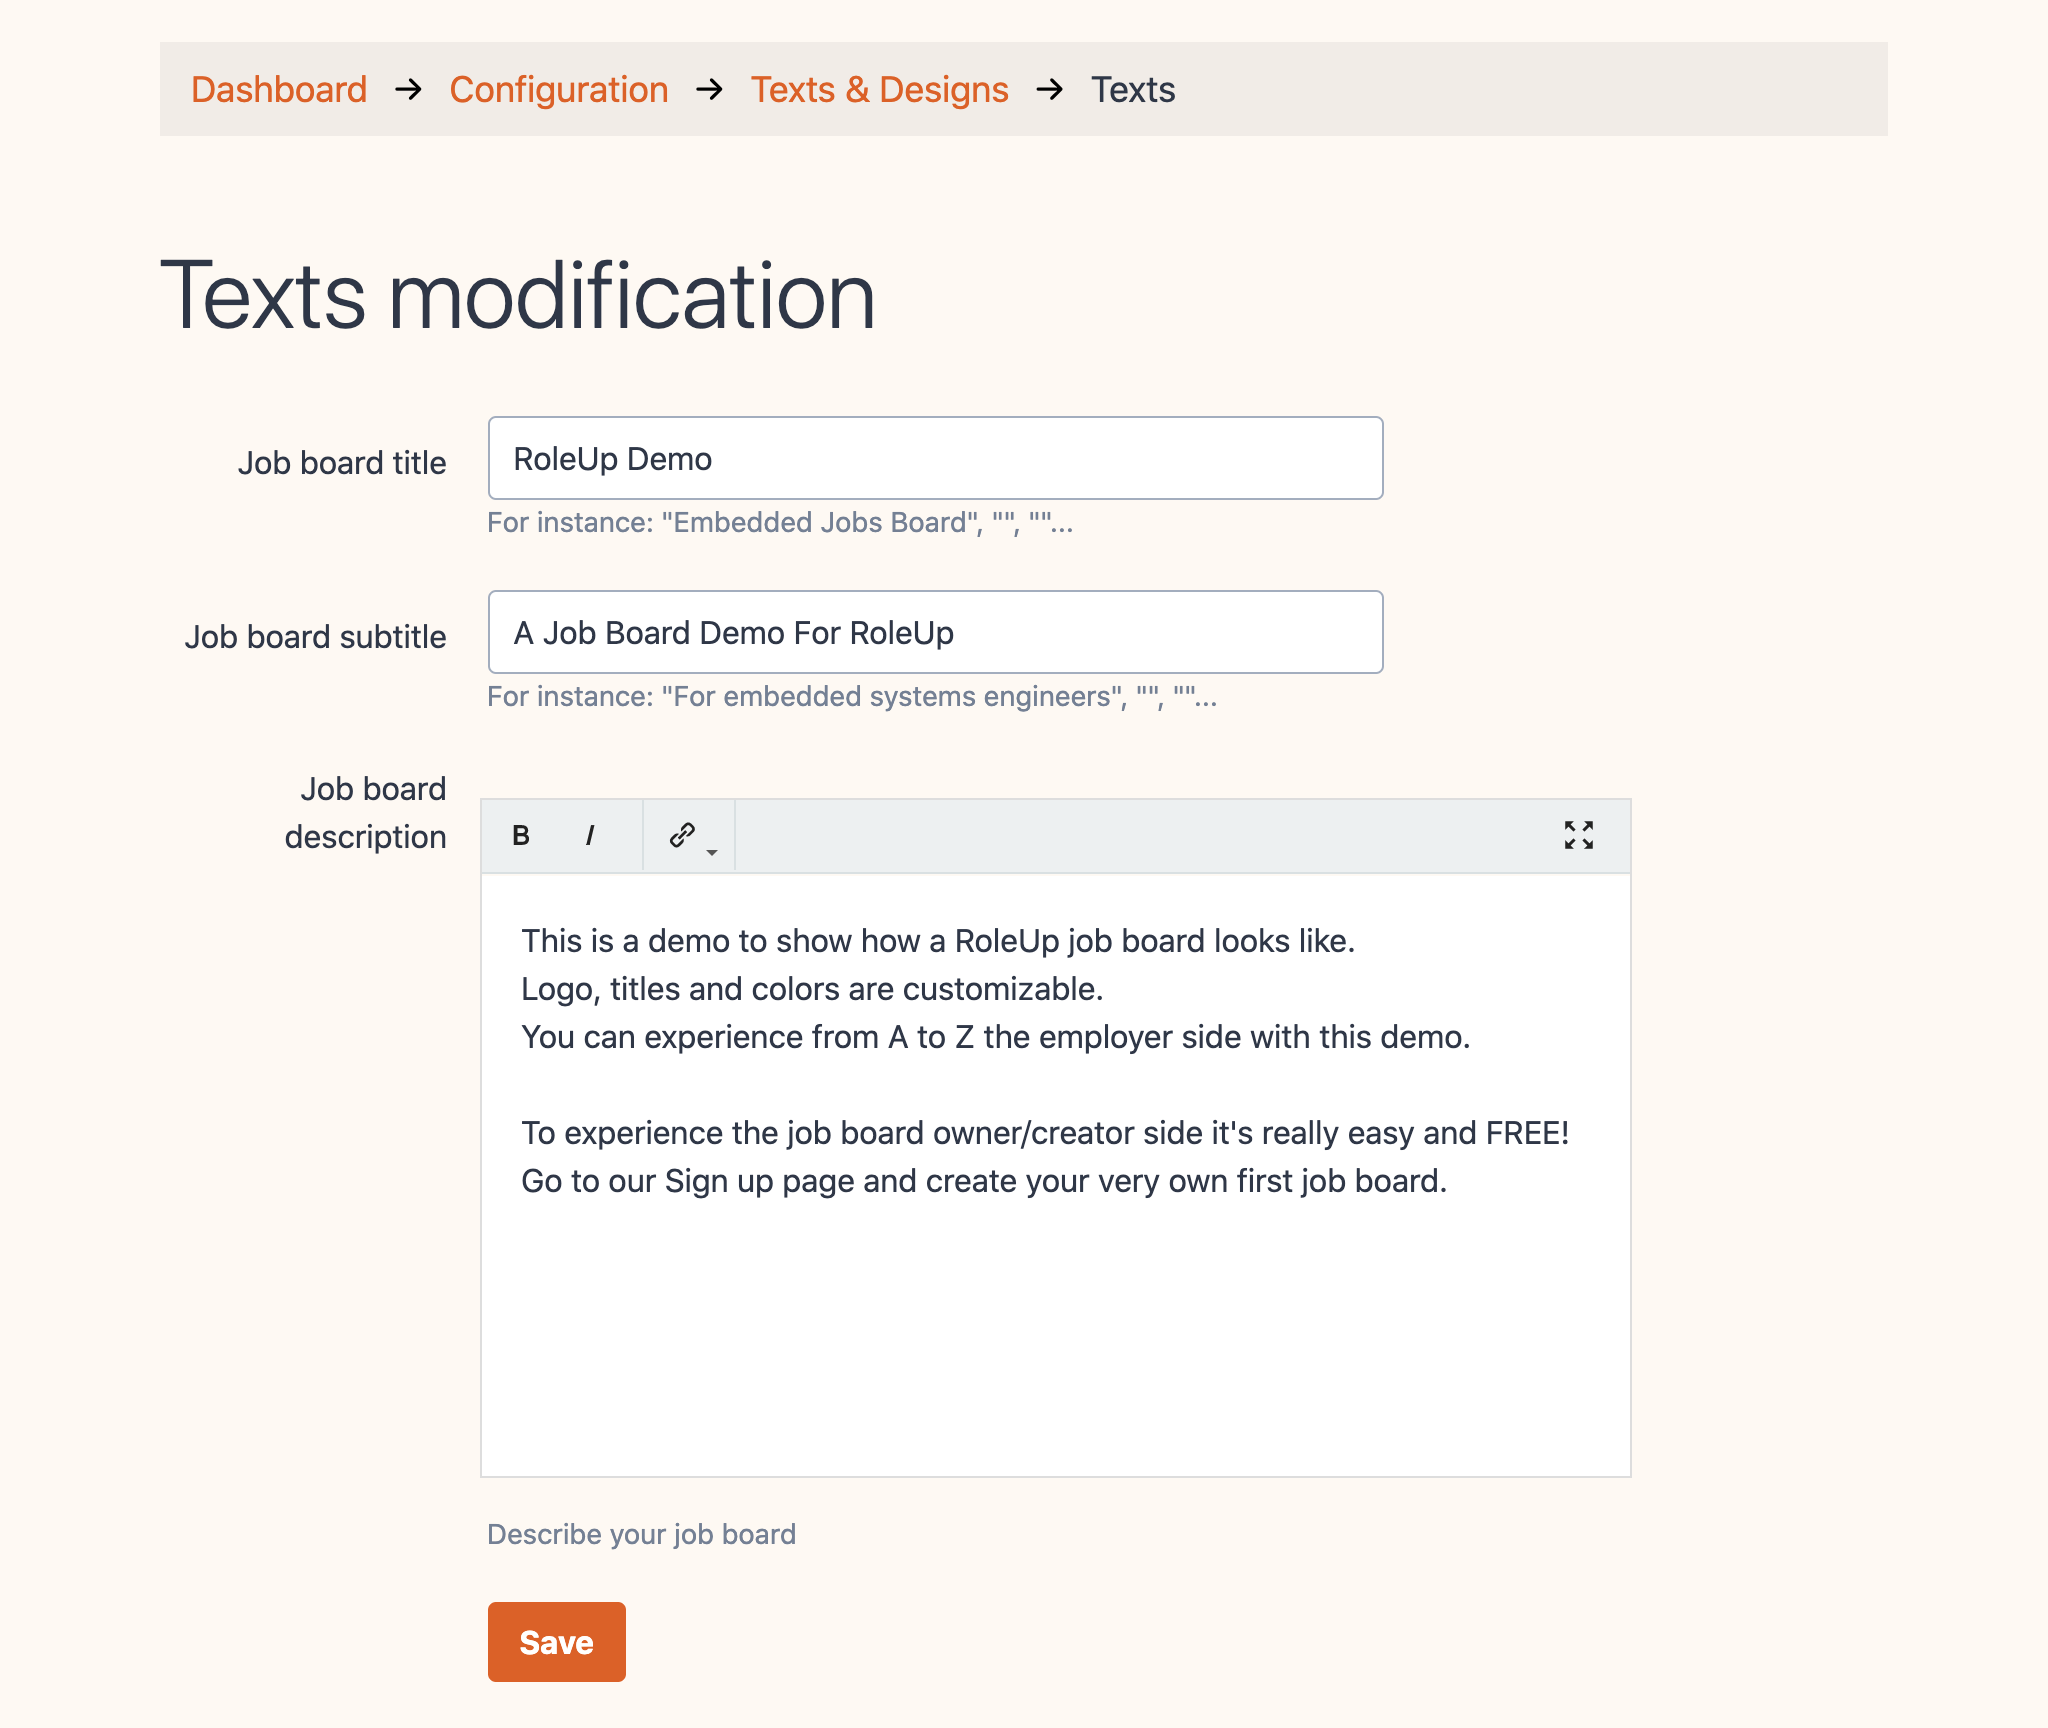 Dashboard → Configuration → Texts & Designs → Texts
Texts modification
Job board title
RoleUp Demo
For instance: "Embedded Jobs Board", "", ""...
Job board subtitle
A Job Board Demo For RoleUp
For instance: "For embedded systems engineers", "", ""...
Job board
description
B I
This is a demo to show how a RoleUp job board looks like.
Logo, titles and colors are customizable.
You can experience from A to Z the employer side with this demo.
To experience the job board owner/creator side it's really easy and FREE!
Go to our Sign up page and create your very own first job board.
Describe your job board
Save